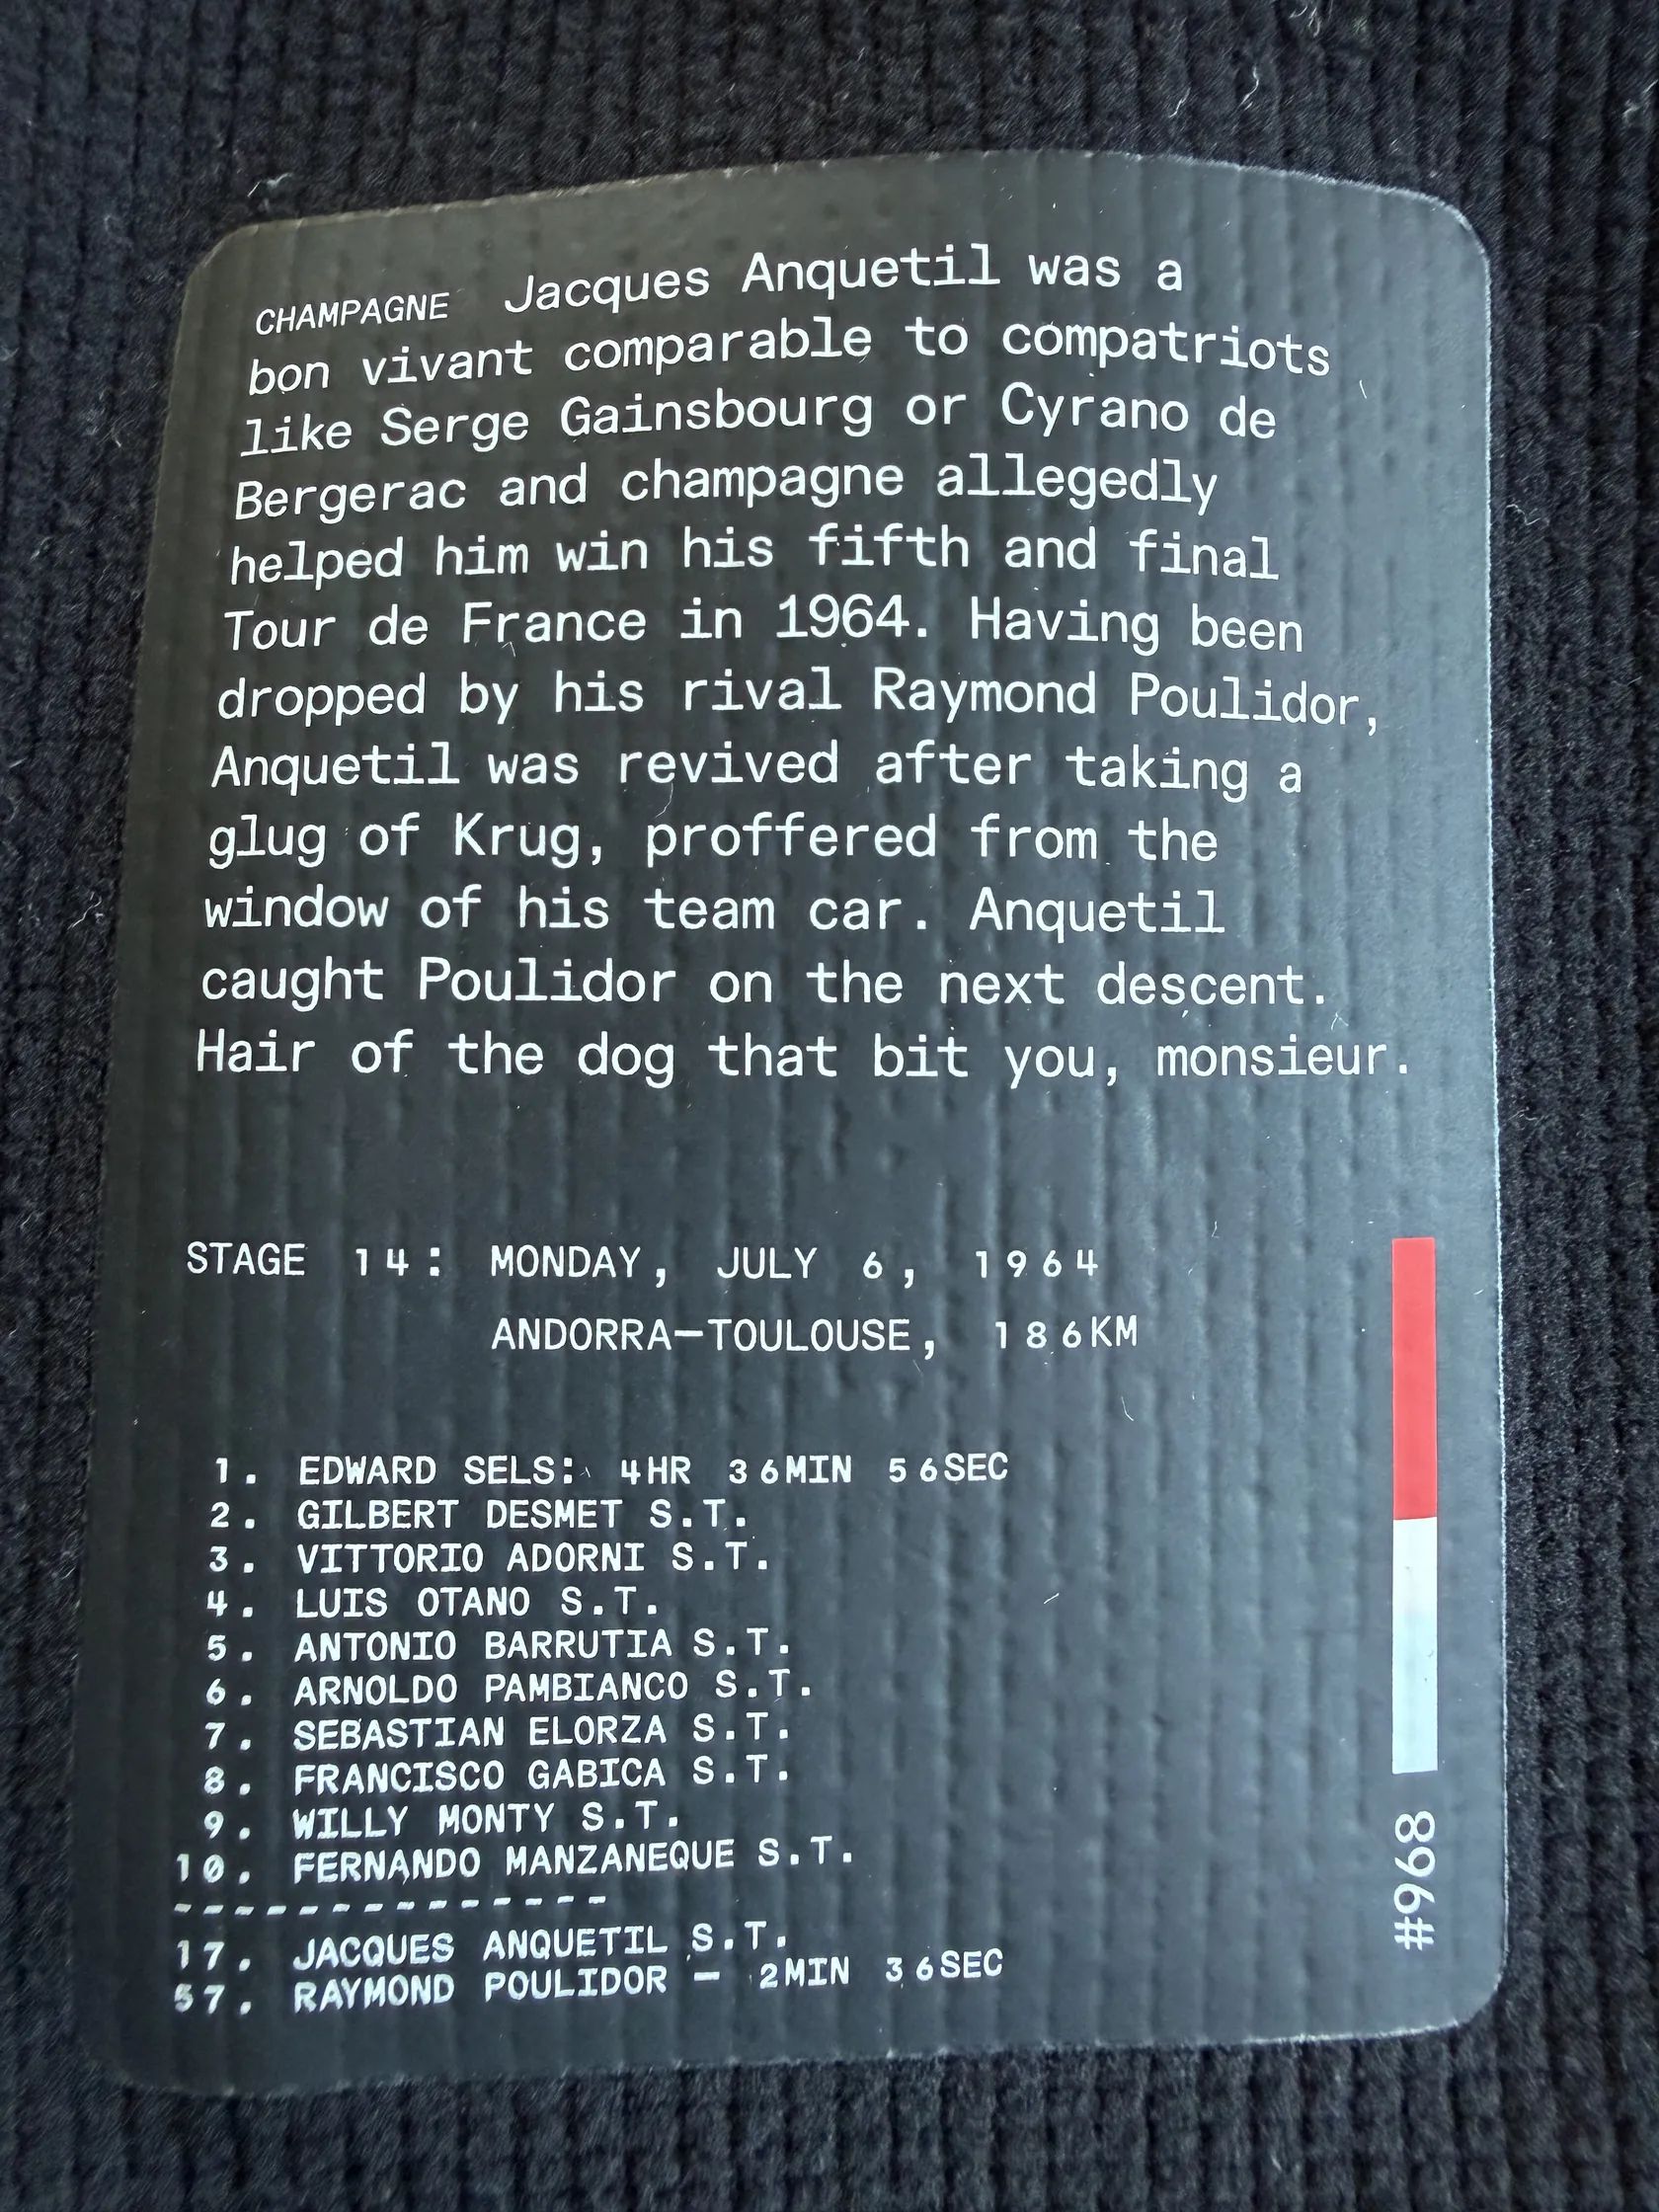 CHAMPAGNE Jacques Anquetil was a
bon vivant comparable to compatriots
like Serge Gainsbourg or Cyrano de
Bergerac and champagne allegedly
helped him win his fifth and final
Tour de France in 1964. Having been
dropped by his rival Raymond Poulidor,
Anquetil was revived after taking a
glug of Krug, proffered from the
window of his team car. Anquetil
caught Poulidor on the next descent.
Hair of the dog that bit you, monsieur.
STAGE 14: MONDAY, JULY 6, 1964
ANDORRA—TOULOUSE, 186KM
1. EDWARD SELS: 4HR 36MIN 56SEC
2. GILBERT DESMET S.T.
3. VITTORIO ADORNI S.T.
4. LUIS OTANO S.T.
5. ANTONIO BARRUTIA S.T.
6. ARNOLDO PAMBIANCO S.T.
7. SEBASTIAN ELORZA S.T.
8. FRANCISCO GABICA S.T.
9. WILLY MONTY S.T.
10. FERNANDO MANZANEQUE S.T.
--------------
17. JACQUES ANQUETIL S.T.
57. RAYMOND POULIDOR — 2MIN 36SEC
#968